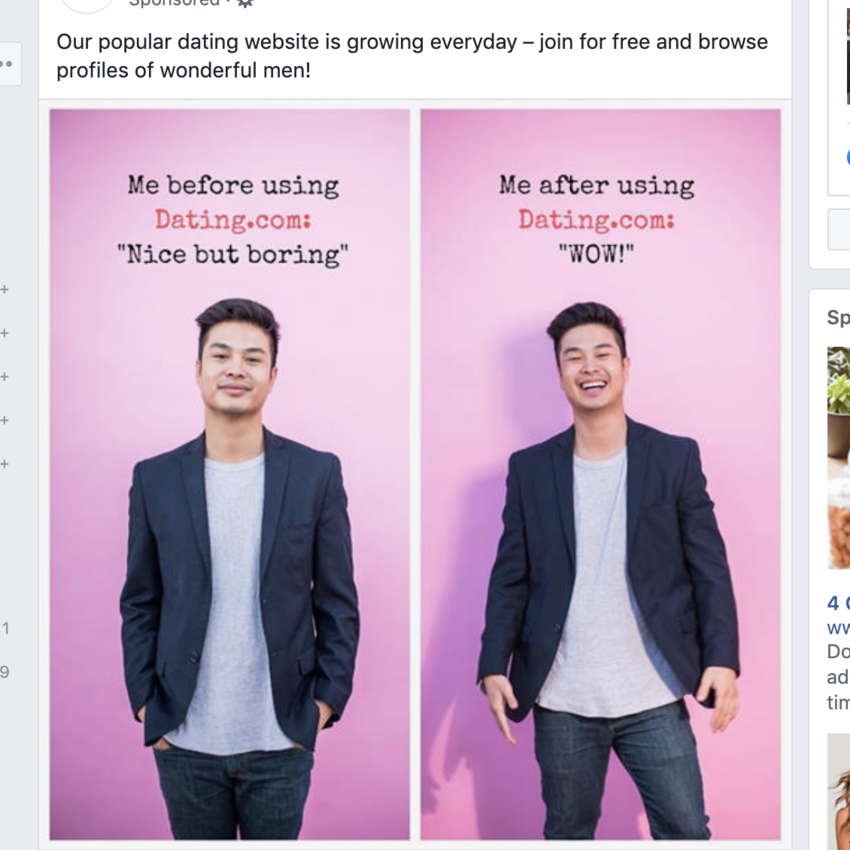 Sponsored ·
Our popular dating website is growing everyday – join for free and browse
profiles of wonderful men!
Me before using
Dating.com:
"Nice but boring"
Me after using
Dating.com:
"WOW!"
1
9
Sp
4
ww
Do
ad
tim